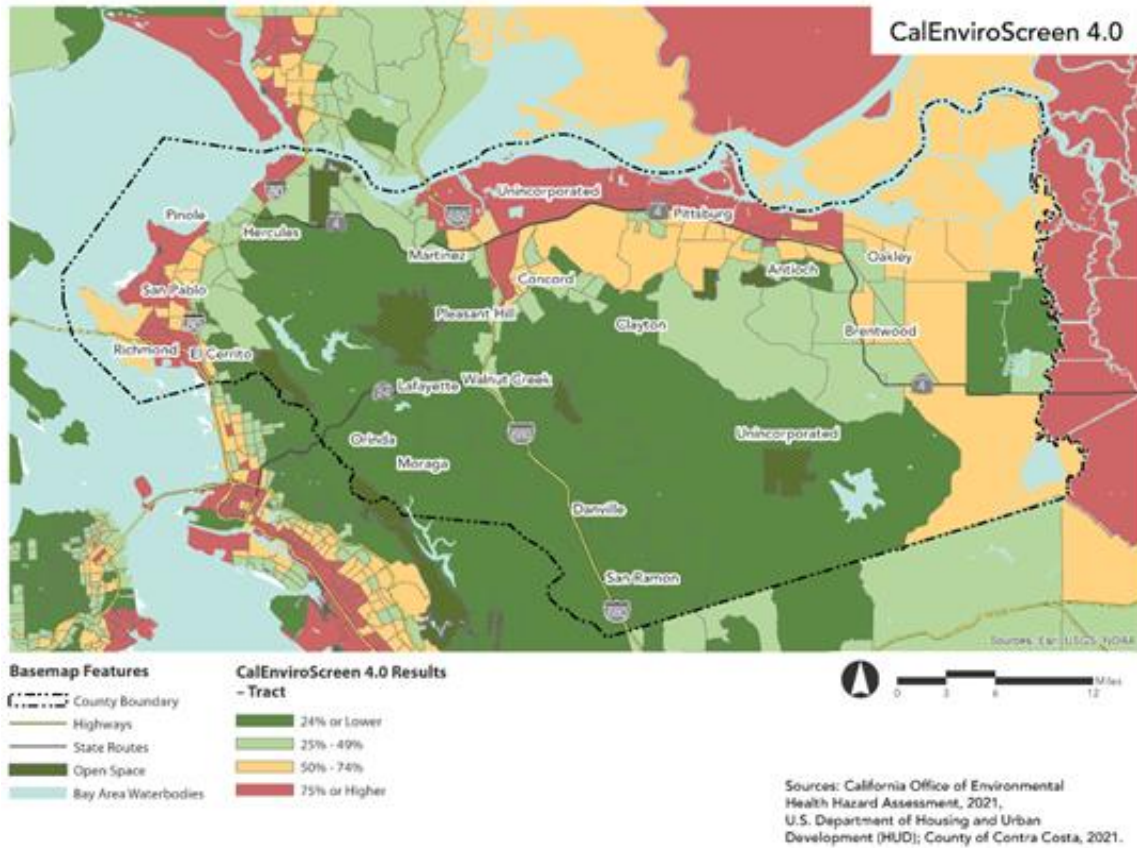 CalEnviroScreen 4.0
Unincorporated
Pinole
Hercules
4
4
Pittsburg
Martinez
Oakley
Antioch
San Pablo
Concord
Pleasant Hill
Clayton
Brentwood
Richmond
El Cerrito
Lafayette
Walnut Creek
4
Orinda
Unincorporated
Moraga
Danville
San Ramon
Sources: Esri, USGS, NOAA
Basemap Features
County Boundary
Highways
State Routes
Open Space
Bay Area Waterbodies
CalEnviroScreen 4.0 Results
– Tract
24% or Lower
25% - 49%
50% - 74%
75% or Higher
0 3 6 12
Miles
Sources: California Office of Environmental
Health Hazard Assessment, 2021,
U.S. Department of Housing and Urban
Development (HUD); County of Contra Costa, 2021.